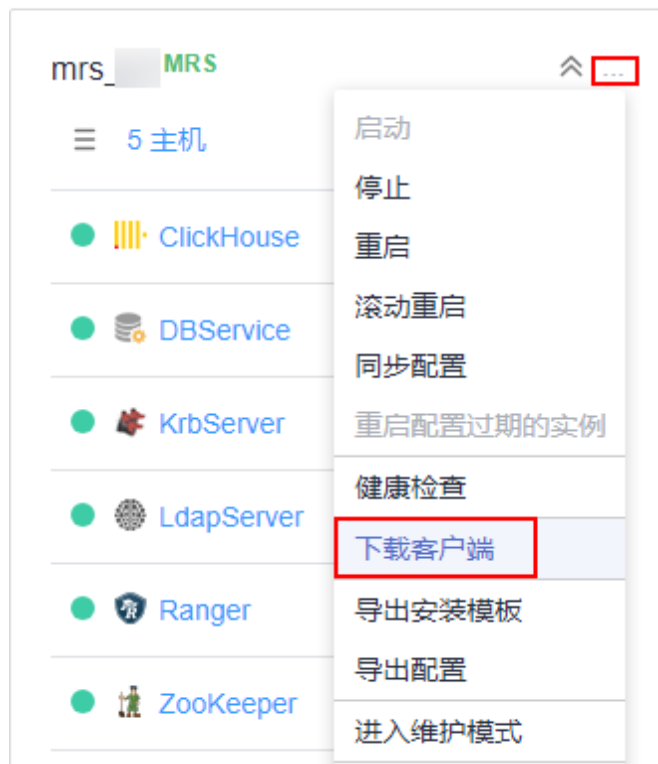 mrs_ MRS ...
5 主机
ClickHouse
DBService
KrbServer
LdapServer
Ranger
ZooKeeper
启动
停止
重启
滚动重启
同步配置
重启配置过期的实例
健康检查
下载客户端
导出安装模板
导出配置
进入维护模式